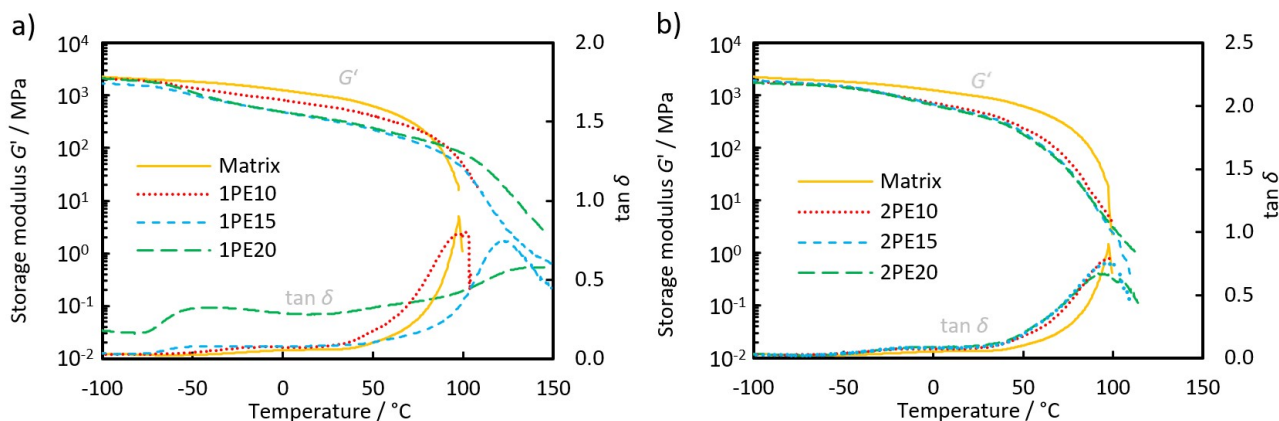 a)
10⁴
10³
10²
10¹
10⁰
10⁻¹
10⁻²
Storage modulus G' / MPa
G‘
Matrix
1PE10
1PE15
1PE20
tan δ
2.0
1.5
1.0
0.5
0.0
tan δ
-100 -50 0 50 100 150
Temperature / °C
b)
10⁴
10³
10²
10¹
10⁰
10⁻¹
10⁻²
Storage modulus G' / MPa
G‘
Matrix
2PE10
2PE15
2PE20
tan δ
2.5
2.0
1.5
1.0
0.5
0.0
tan δ
-100 -50 0 50 100 150
Temperature / °C